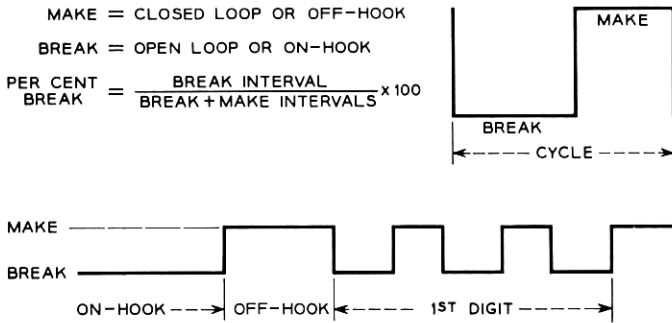 MAKE = CLOSED LOOP OR OFF-HOOK
BREAK = OPEN LOOP OR ON-HOOK
PER CENT BREAK = BREAK INTERVAL / BREAK + MAKE INTERVALS × 100
MAKE
BREAK
CYCLE
MAKE
BREAK
ON-HOOK
OFF-HOOK
1ST DIGIT